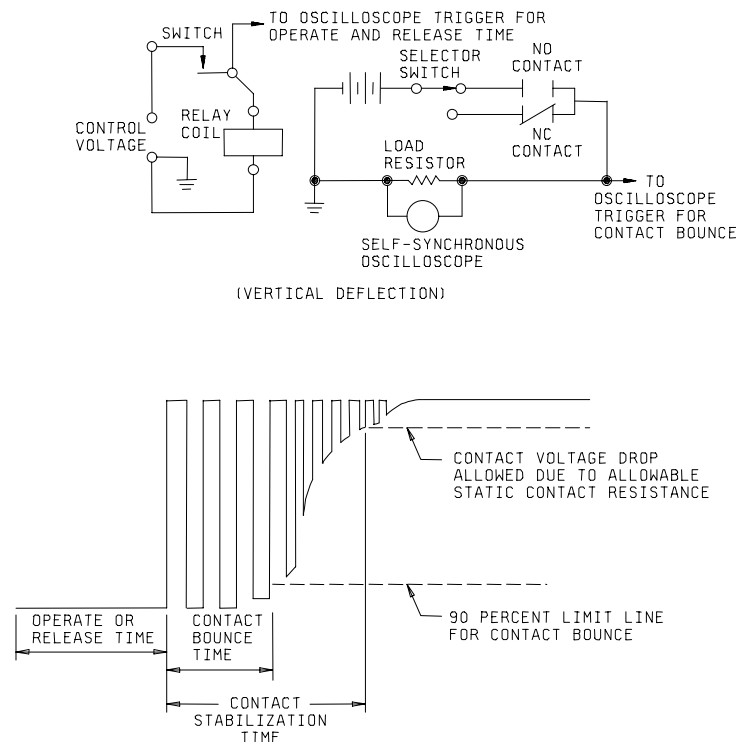 TO OSCILLOSCOPE TRIGGER FOR
OPERATE AND RELEASE TIME
SWITCH
SELECTOR
SWITCH
NO
CONTACT
RELAY
COIL
CONTROL
VOLTAGE
NC
CONTACT
LOAD
RESISTOR
TO
OSCILLOSCOPE
TRIGGER FOR
CONTACT BOUNCE
SELF-SYNCHRONOUS
OSCILLOSCOPE
(VERTICAL DEFLECTION)
CONTACT VOLTAGE DROP
ALLOWED DUE TO ALLOWABLE
STATIC CONTACT RESISTANCE
90 PERCENT LIMIT LINE
FOR CONTACT BOUNCE
OPERATE OR
RELEASE TIME
CONTACT
BOUNCE
TIME
CONTACT
STABILIZATION
TIME